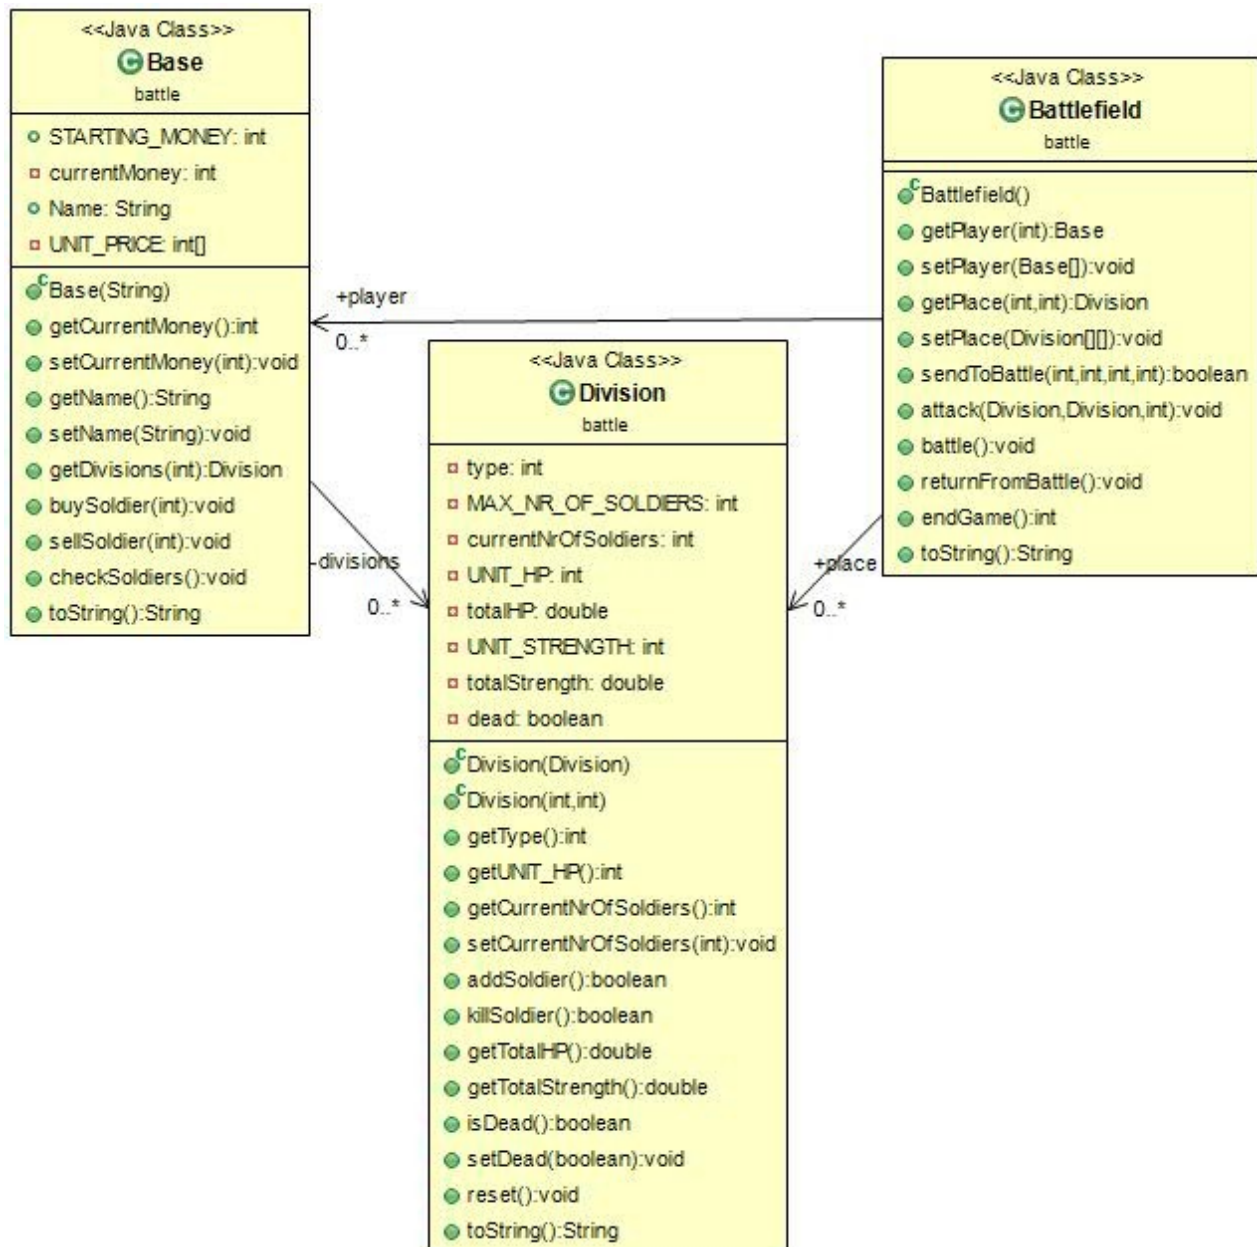 <<Java Class>>
Base
battle
STARTING_MONEY: int
currentMoney: int
Name: String
UNIT_PRICE: int[]
Base(String)
getCurrentMoney():int
setCurrentMoney(int):void
getName():String
setName(String):void
getDivisions(int):Division
buySoldier(int):void
sellSoldier(int):void
checkSoldiers():void
toString():String
+player
0..*
-divisions
0..*
<<Java Class>>
Division
battle
type: int
MAX_NR_OF_SOLDIERS: int
currentNrOfSoldiers: int
UNIT_HP: int
totalHP: double
UNIT_STRENGTH: int
totalStrength: double
dead: boolean
Division(Division)
Division(int,int)
getType():int
getUNIT_HP():int
getCurrentNrOfSoldiers():int
setCurrentNrOfSoldiers(int):void
addSoldier():boolean
killSoldier():boolean
getTotalHP():double
getTotalStrength():double
isDead():boolean
setDead(boolean):void
reset():void
toString():String
+place
0..*
<<Java Class>>
Battlefield
battle
Battlefield()
getPlayer(int):Base
setPlayer(Base[]):void
getPlace(int,int):Division
setPlace(Division[][]):void
sendToBattle(int,int,int,int):boolean
attack(Division,Division,int):void
battle():void
returnFromBattle():void
endGame():int
toString():String